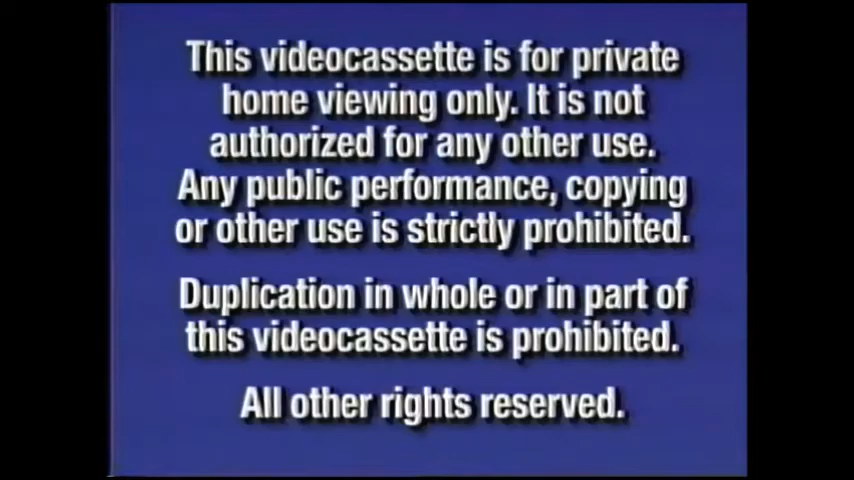 This videocassette is for private
home viewing only. It is not
authorized for any other use.
Any public performance, copying
or other use is strictly prohibited.
Duplication in whole or in part of
this videocassette is prohibited.
All other rights reserved.